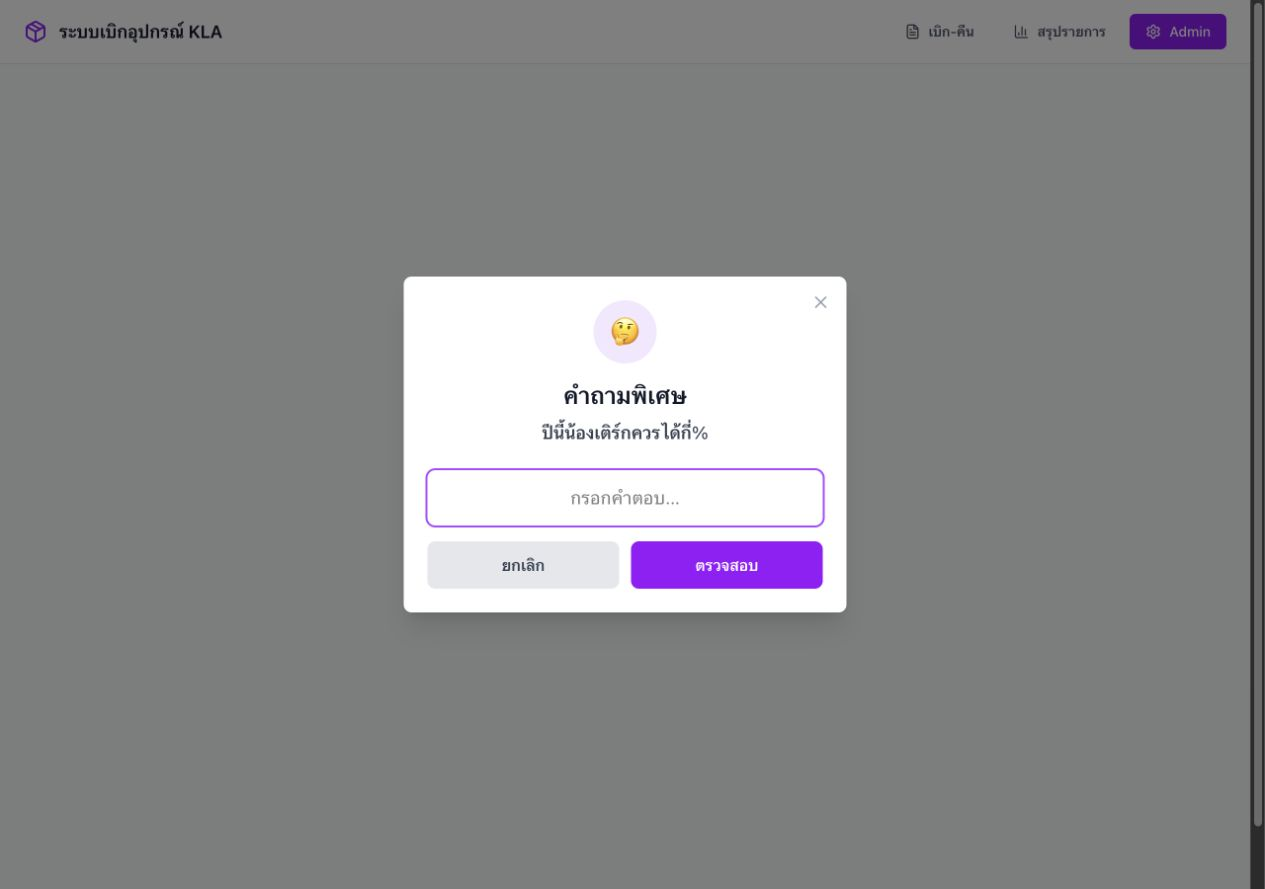 ระบบเบิกอุปกรณ์ KLA
เบิก-คืน
สรุปรายการ
Admin
คำถามพิเศษ
ปีนี้น้องเติร์กควรได้กี่%
กรอกคำตอบ...
ยกเลิก
ตรวจสอบ